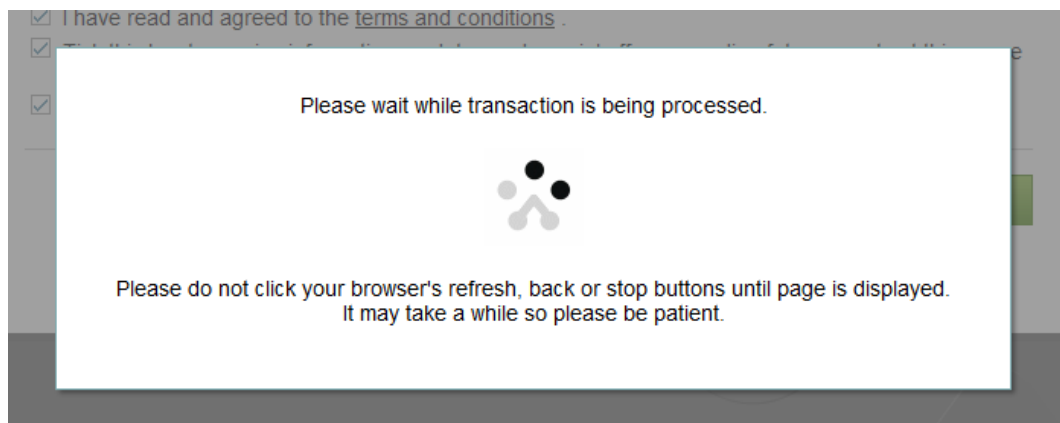 I have read and agreed to the terms and conditions .
e
Please wait while transaction is being processed.
Please do not click your browser's refresh, back or stop buttons until page is displayed.
It may take a while so please be patient.